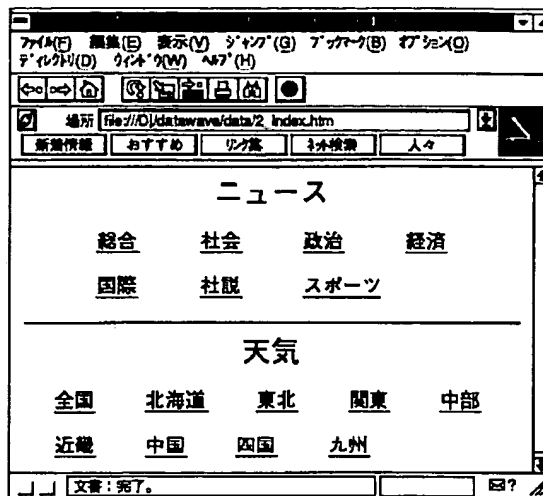 ファイル(F) 編集(E) 表示(V) ジャンプ(G) ブックマーク(B) オプション(O)
ディレクトリ(D) ウィンドウ(W) ヘルプ(H)
場所 file:///D|/datawave/data/2_index.htm
新着情報 おすすめ リンク集 ネット検索 人々
ニュース
総合 社会 政治 経済
国際 社説 スポーツ
天気
全国 北海道 東北 関東 中部
近畿 中国 四国 九州
文書:完了。 ?